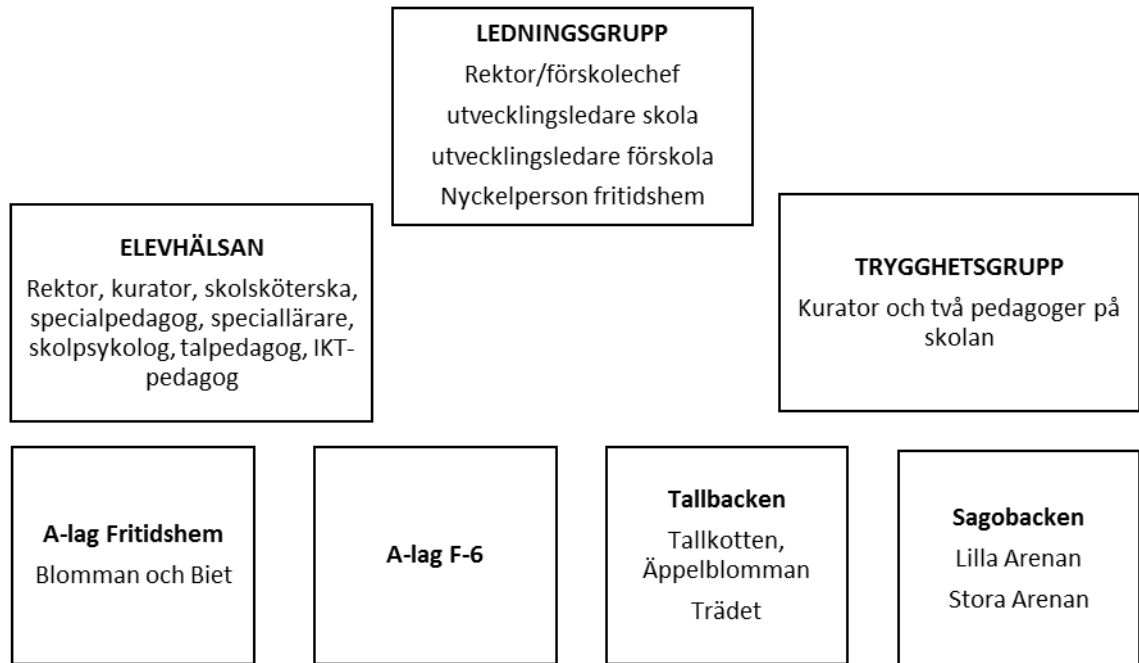 LEDNINGSGRUPP
Rektor/förskolechef
utvecklingsledare skola
utvecklingsledare förskola
Nyckelperson fritidshem
ELEVHÄLSAN
Rektor, kurator, skolsköterska,
specialpedagog, speciallärare,
skolpsykolog, talpedagog, IKT-
pedagog
TRYGGHETSGRUPP
Kurator och två pedagoger på
skolan
A-lag Fritidshem
Blomman och Biet
A-lag F-6
Tallbacken
Tallkotten,
Äppelblomman
Trädet
Sagobacken
Lilla Arenan
Stora Arenan